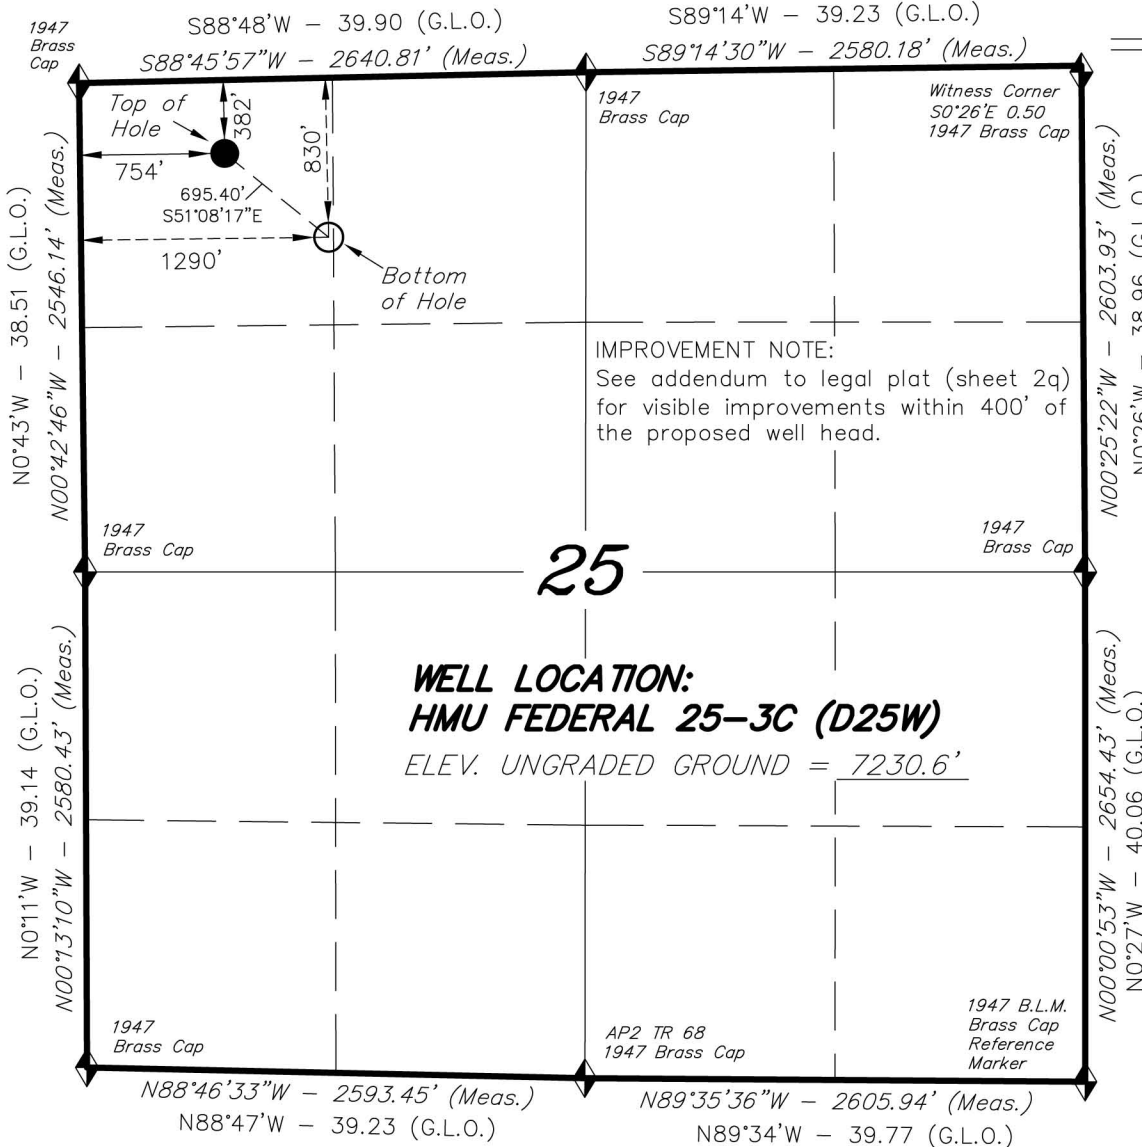 S88°48'W – 39.90 (G.L.O.)
S89°14'W – 39.23 (G.L.O.)
S88°45'57"W – 2640.81' (Meas.)
S89°14'30"W – 2580.18' (Meas.)
1947
Brass
Cap
Top of
Hole
382'
830'
754'
695.40'
S51°08'17"E
1290'
Bottom
of Hole
1947
Brass Cap
Witness Corner
S0°26'E 0.50
1947 Brass Cap
N0°43'W – 38.51 (G.L.O.)
N00°42'46"W – 2546.14' (Meas.)
N00°25'22"W – 2603.93' (Meas.)
N0°26'W – 38.96 (G.L.O.)
IMPROVEMENT NOTE:
See addendum to legal plat (sheet 2q)
for visible improvements within 400' of
the proposed well head.
1947
Brass Cap
1947
Brass Cap
25
WELL LOCATION:
HMU FEDERAL 25–3C (D25W)
ELEV. UNGRADED GROUND = 7230.6'
N0°11'W – 39.14 (G.L.O.)
N00°13'10"W – 2580.43' (Meas.)
N00°00'53"W – 2654.43' (Meas.)
N0°27'W – 40.06 (G.L.O.)
1947
Brass Cap
AP2 TR 68
1947 Brass Cap
1947 B.L.M.
Brass Cap
Reference
Marker
N88°46'33"W – 2593.45' (Meas.)
N88°47'W – 39.23 (G.L.O.)
N89°35'36"W – 2605.94' (Meas.)
N89°34'W – 39.77 (G.L.O.)